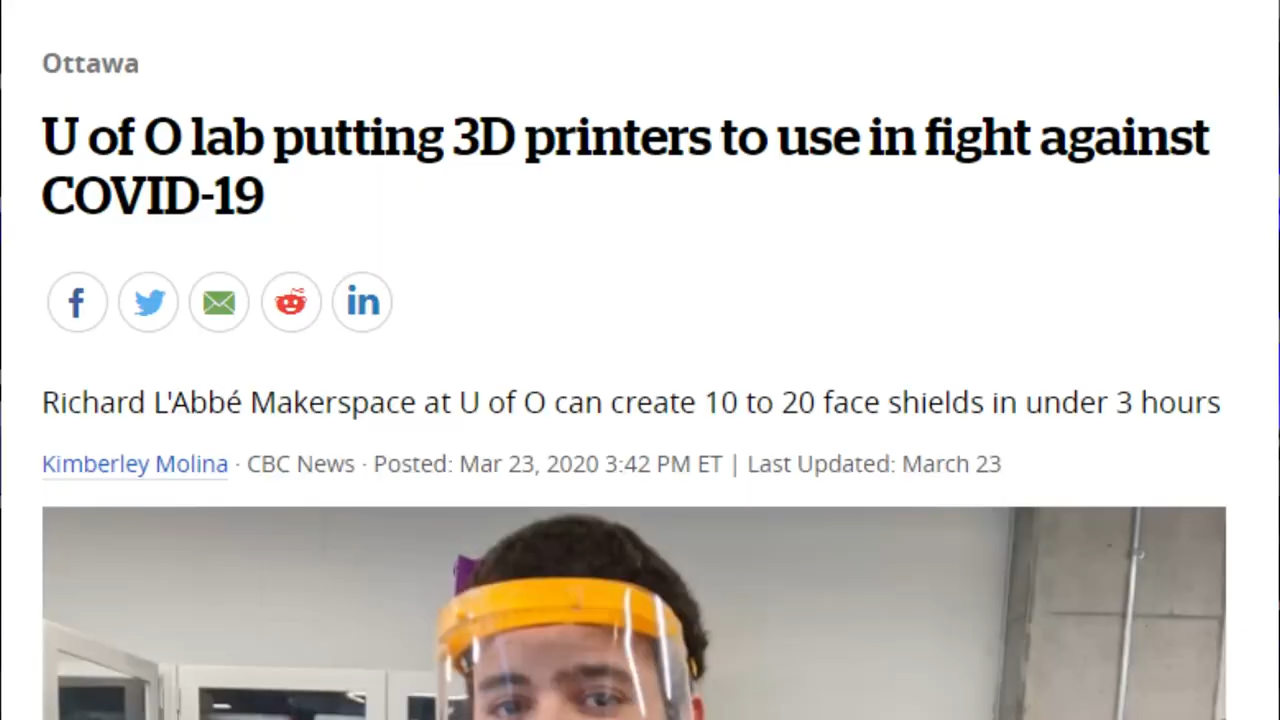 Ottawa
U of O lab putting 3D printers to use in fight against
COVID-19
f
in
Richard L'Abbé Makerspace at U of O can create 10 to 20 face shields in under 3 hours
Kimberley Molina · CBC News · Posted: Mar 23, 2020 3:42 PM ET | Last Updated: March 23